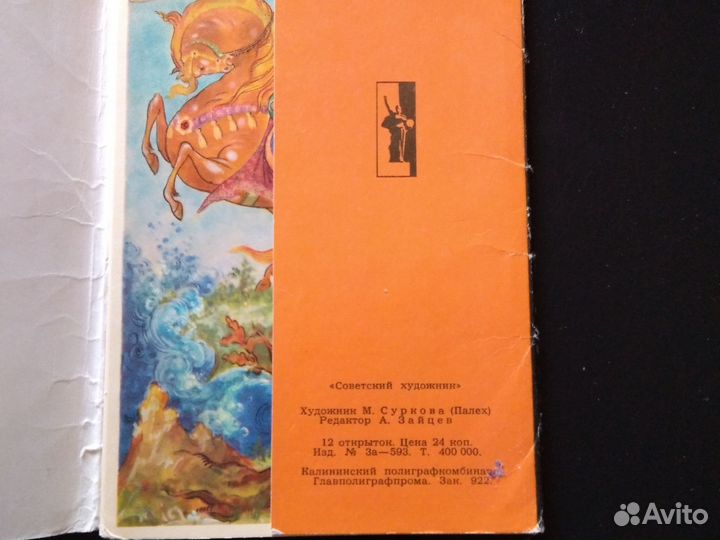 «Советский художник»
Художник М. Суркова (Палех)
Редактор А. Зайцев
12 открыток. Цена 24 коп.
Изд. № 3а—593. Т. 400 000.
Калининский полиграфкомбинат
Главполиграфпрома. Зак. 922.
Avito